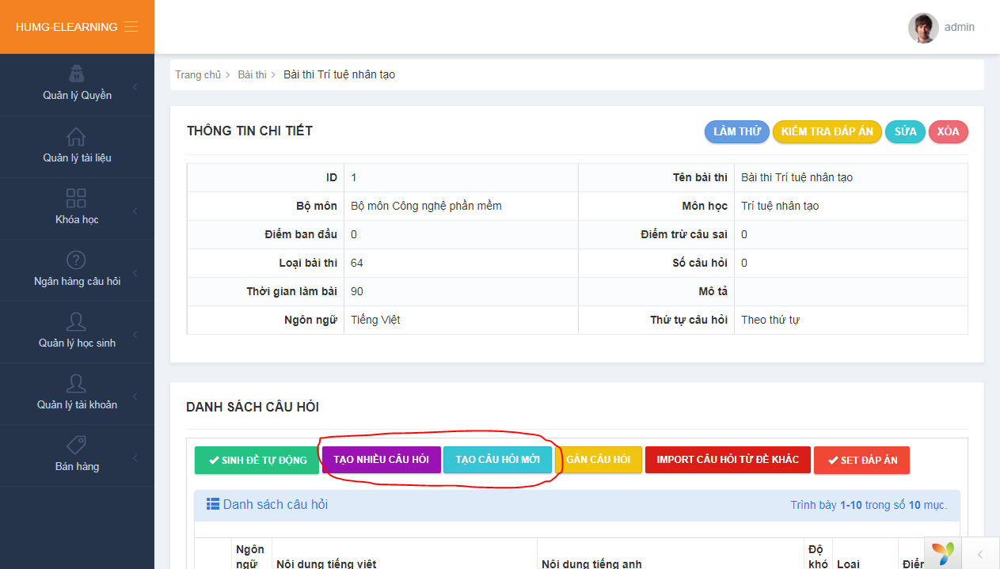 HUMG-ELEARNING
admin
Quản lý Quyền
Quản lý tài liệu
Khóa học
Ngân hàng câu hỏi
Quản lý học sinh
Quản lý tài khoản
Bán hàng
Trang chủ > Bài thi > Bài thi Trí tuệ nhân tạo
THÔNG TIN CHI TIẾT
LÀM THỬ KIỂM TRA ĐÁP ÁN SỬA XÓA
ID 1 Tên bài thi Bài thi Trí tuệ nhân tạo
Bộ môn Bộ môn Công nghệ phần mềm Môn học Trí tuệ nhân tạo
Điểm ban đầu 0 Điểm trừ câu sai 0
Loại bài thi 64 Số câu hỏi 0
Thời gian làm bài 90 Mô tả
Ngôn ngữ Tiếng Việt Thứ tự câu hỏi Theo thứ tự
DANH SÁCH CÂU HỎI
SINH ĐỀ TỰ ĐỘNG TẠO NHIỀU CÂU HỎI TẠO CÂU HỎI MỚI GÁN CÂU HỎI IMPORT CÂU HỎI TỪ ĐỀ KHÁC SET ĐÁP ÁN
Danh sách câu hỏi Trình bày 1-10 trong số 10 mục.
Ngôn ngữ Nội dung tiếng việt Nội dung tiếng anh Độ khó Loại Điểm